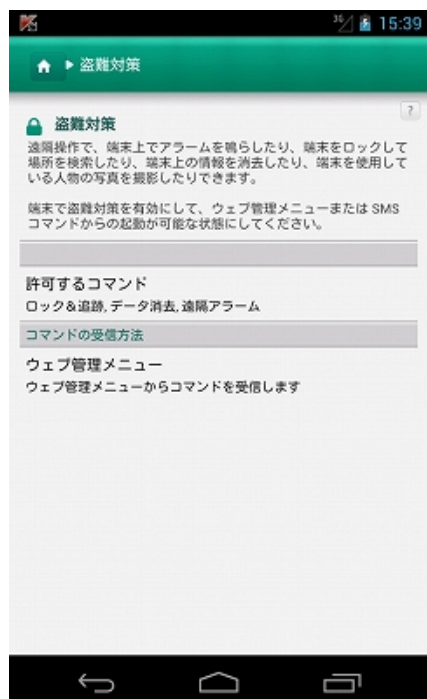 3G 15:39
盗難対策
?
盗難対策
遠隔操作で、端末上でアラームを鳴らしたり、端末をロックして
場所を検索したり、端末上の情報を消去したり、端末を使用して
いる人物の写真を撮影したりできます。
端末で盗難対策を有効にして、ウェブ管理メニューまたは SMS
コマンドからの起動が可能な状態にしてください。
許可するコマンド
ロック&追跡, データ消去, 遠隔アラーム
コマンドの受信方法
ウェブ管理メニュー
ウェブ管理メニューからコマンドを受信します